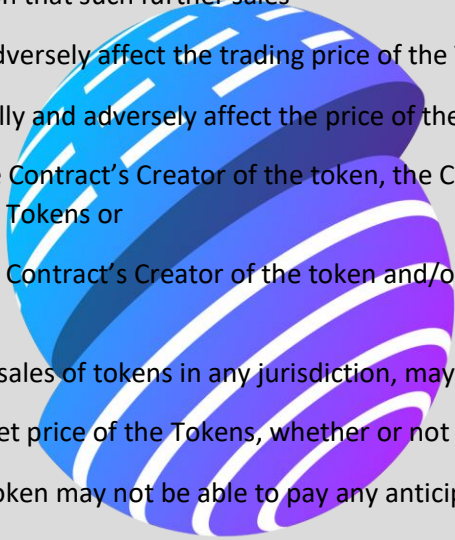 n that such further sales
dversely affect the trading price of the
lly and adversely affect the price of the
Contract's Creator of the token, the C
Tokens or
Contract's Creator of the token and/o
sales of tokens in any jurisdiction, may
et price of the Tokens, whether or not
oken may not be able to pay any anticip